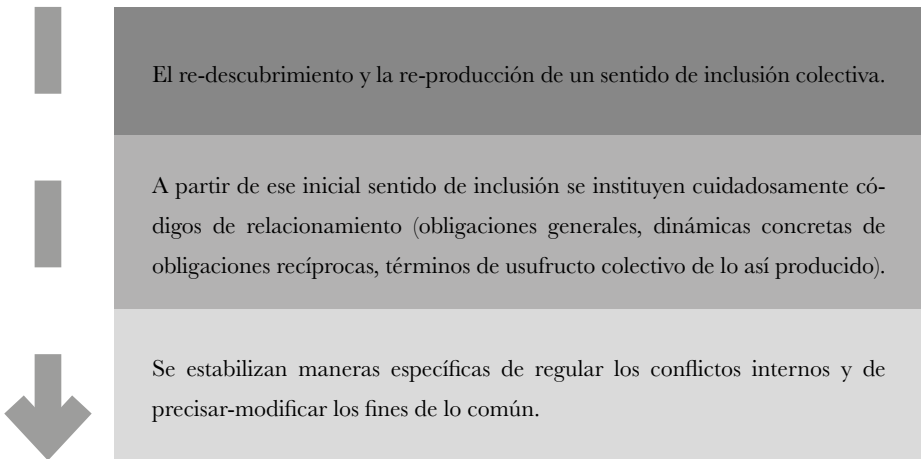 El re-descubrimiento y la re-producción de un sentido de inclusión colectiva.
A partir de ese inicial sentido de inclusión se instituyen cuidadosamente có-
digos de relacionamiento (obligaciones generales, dinámicas concretas de
obligaciones recíprocas, términos de usufructo colectivo de lo así producido).
Se estabilizan maneras específicas de regular los conflictos internos y de
precisar-modificar los fines de lo común.